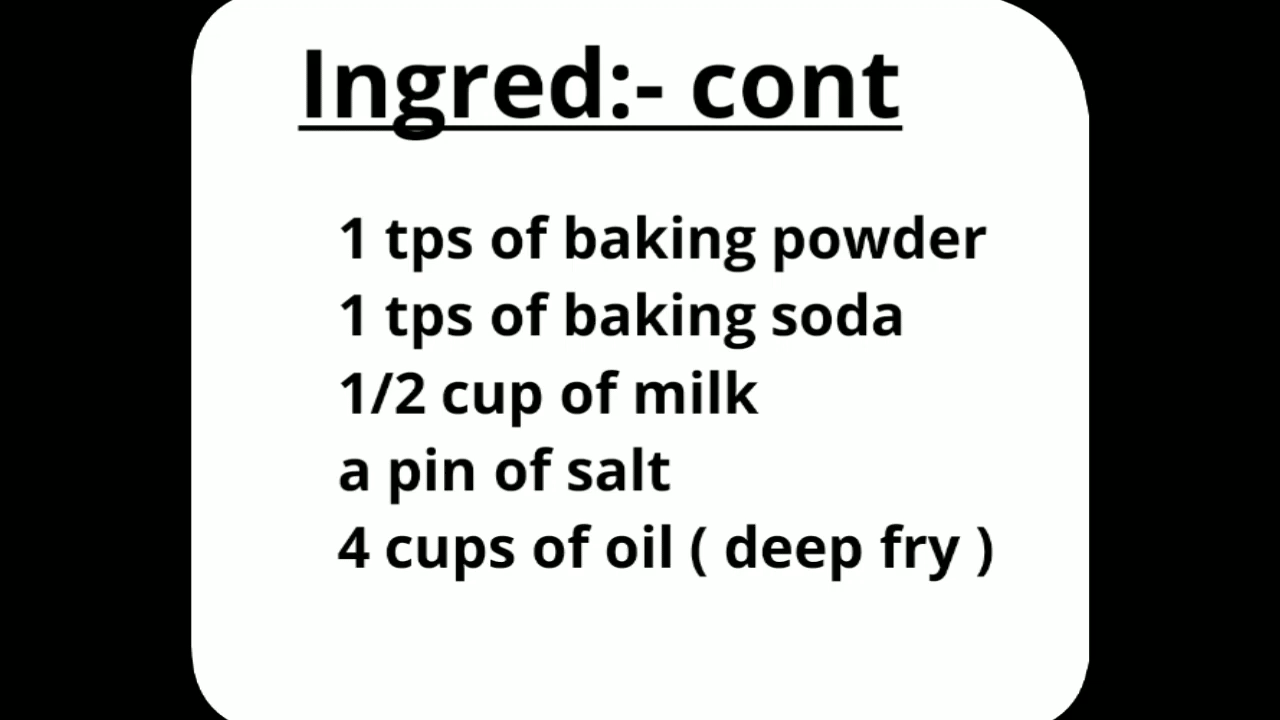 Ingred:- cont
1 tps of baking powder
1 tps of baking soda
1/2 cup of milk
a pin of salt
4 cups of oil ( deep fry )